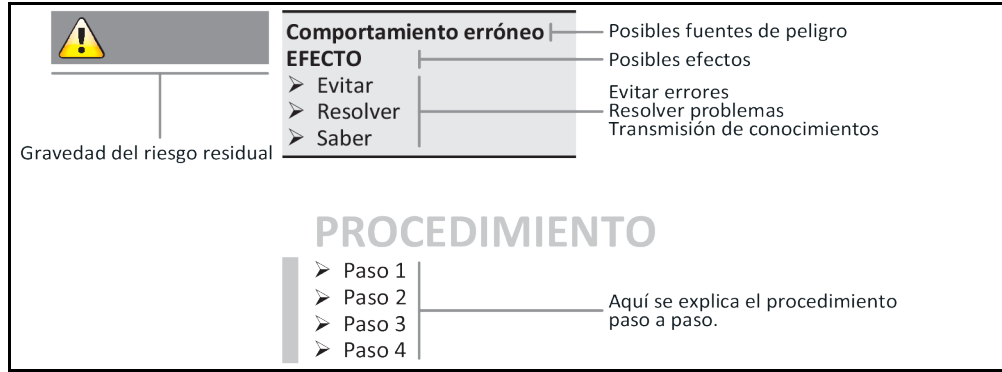 Comportamiento erróneo
Posibles fuentes de peligro
EFECTO
Posibles efectos
➢ Evitar
➢ Resolver
➢ Saber
Evitar errores
Resolver problemas
Transmisión de conocimientos
Gravedad del riesgo residual
PROCEDIMIENTO
➢ Paso 1
➢ Paso 2
➢ Paso 3
➢ Paso 4
Aquí se explica el procedimiento
paso a paso.